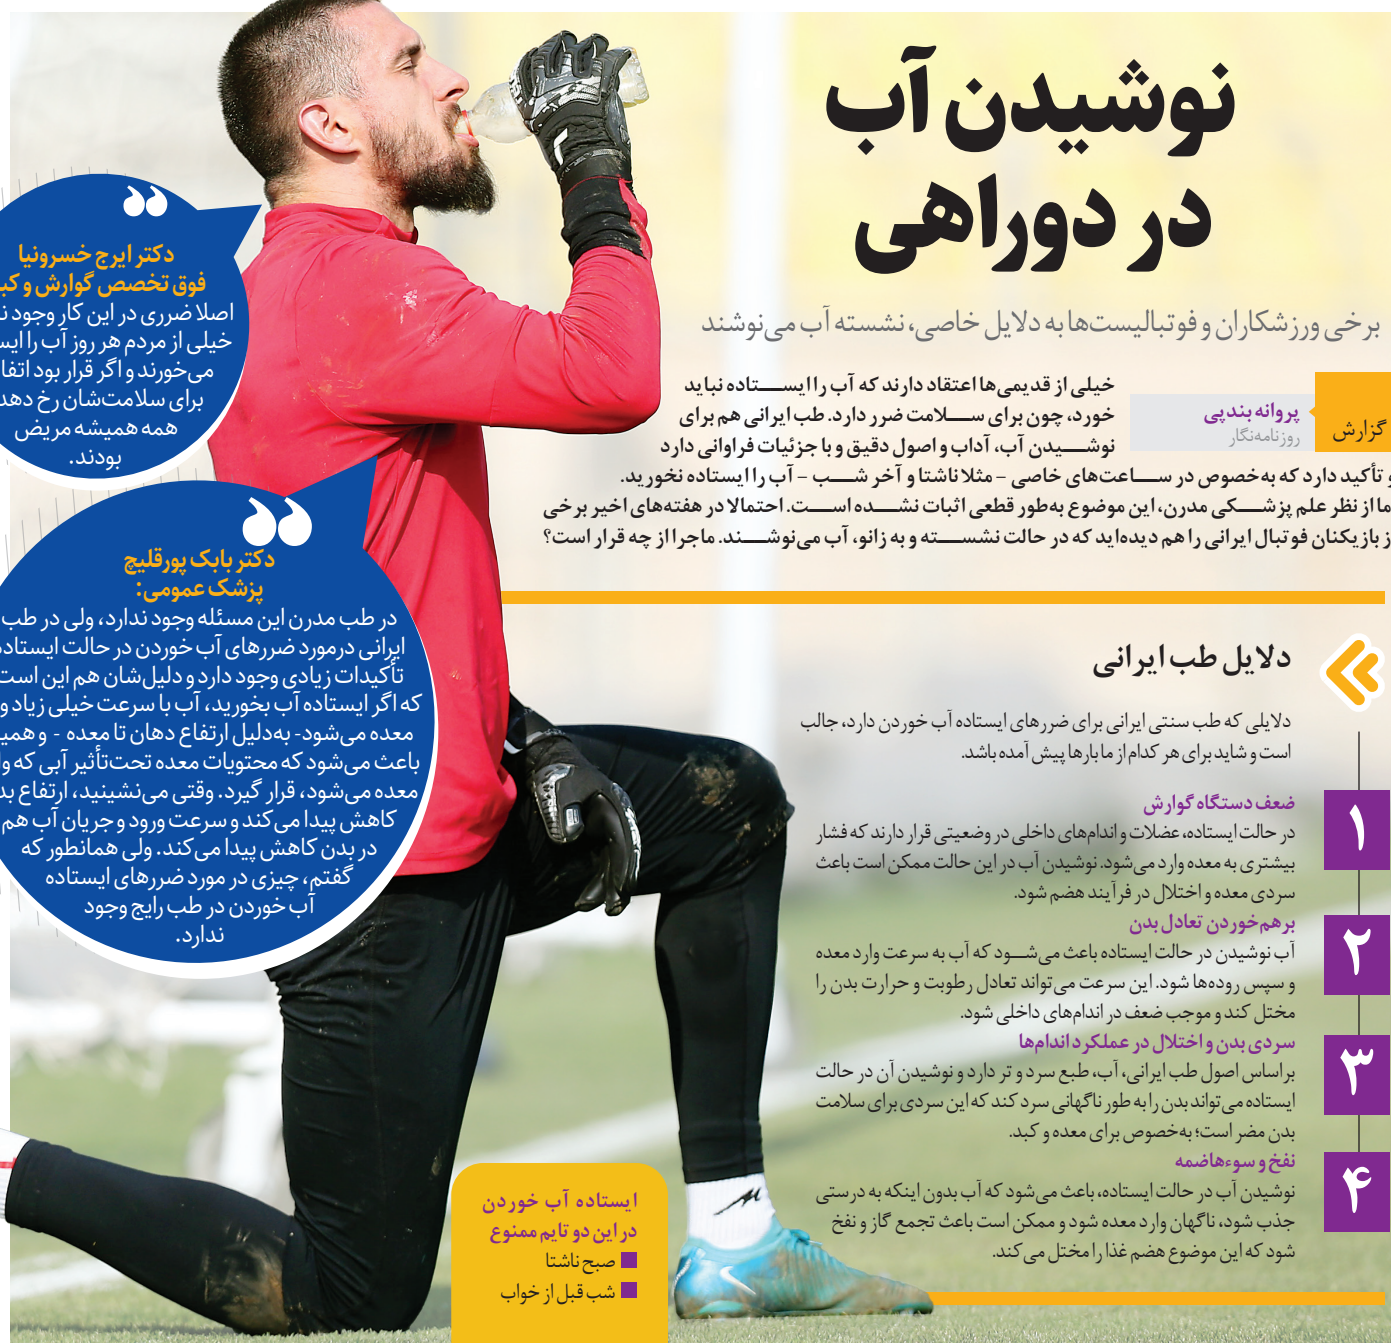 نوشیدن آب
در دوراهی
برخی ورزشکاران و فوتبالیست‌ها به دلایل خاصی، نشسته آب می‌نوشند
گزارش
پروانه بندپی
روزنامه‌نگار
خیلی از قدیمی‌ها اعتقاد دارند که آب را ایســـتاده نباید
خورد، چون برای ســـلامت ضرر دارد. طب ایرانی هم برای
نوشـــیدن آب، آداب و اصول دقیق و با جزئیات فراوانی دارد
و تأکید دارد که به‌خصوص در ســـاعت‌های خاصی - مثلا ناشتا و آخر شـــب - آب را ایستاده نخورید.
از نظر علم پزشـــکی مدرن، این موضوع به‌طور قطعی اثبات نشـــده اســـت. احتمالا در هفته‌های اخیر برخی
بازیکنان فوتبال ایرانی را هم دیده‌اید که در حالت نشســـته و به زانو، آب می‌نوشـــند. ماجرا از چه قرار است؟
دکتر ایرج خسرونیا
فوق تخصص گوارش و
اصلا ضرری در این کار وجود
خیلی از مردم هر روز آب را
می‌خورند و اگر قرار بود
برای سلامت‌شان رخ دهد
همه همیشه مریض
بودند.
دکتر بابک پورقلیچ
پزشک عمومی:
در طب مدرن این مسئله وجود ندارد، ولی در طب
ایرانی درمورد ضررهای آب خوردن در حالت ایستاده
تأکیدات زیادی وجود دارد و دلیل‌شان هم این است
که اگر ایستاده آب بخورید، آب با سرعت خیلی زیاد
معده می‌شود- به‌دلیل ارتفاع دهان تا معده -
باعث می‌شود که محتویات معده تحت‌تأثیر آبی که
معده می‌شود، قرار گیرد. وقتی می‌نشینید، ارتفاع
کاهش پیدا می‌کند و سرعت ورود و جریان آب هم
در بدن کاهش پیدا می‌کند. ولی همانطور که
گفتم، چیزی در مورد ضررهای ایستاده
آب خوردن در طب رایج وجود
ندارد.
دلایل طب ایرانی
دلایلی که طب سنتی ایرانی برای ضررهای ایستاده آب خوردن دارد، جالب
است و شاید برای هر کدام از ما بارها پیش آمده باشد.
۱
ضعف دستگاه گوارش
در حالت ایستاده، عضلات و اندام‌های داخلی در وضعیتی قرار دارند که فشار
بیشتری به معده وارد می‌شود. نوشیدن آب در این حالت ممکن است باعث
سردی معده و اختلال در فرآیند هضم شود.
۲
برهم‌خوردن تعادل بدن
آب نوشیدن در حالت ایستاده باعث می‌شـــود که آب به سرعت وارد معده
و سپس روده‌ها شود. این سرعت می‌تواند تعادل رطوبت و حرارت بدن را
مختل کند و موجب ضعف در اندام‌های داخلی شود.
۳
سردی بدن و اختلال در عملکرد اندام‌ها
براساس اصول طب ایرانی، آب، طبع سرد و تر دارد و نوشیدن آن در حالت
ایستاده می‌تواند بدن را به طور ناگهانی سرد کند که این سردی برای سلامت
بدن مضر است؛ به‌خصوص برای معده و کبد.
۴
نفخ و سوءهاضمه
نوشیدن آب در حالت ایستاده، باعث می‌شود که آب بدون اینکه به درستی
جذب شود، ناگهان وارد معده شود و ممکن است باعث تجمع گاز و نفخ
شود که این موضوع هضم غذا را مختل می‌کند.
ایستاده آب خوردن
در این دو تایم ممنوع
صبح ناشتا
شب قبل از خواب